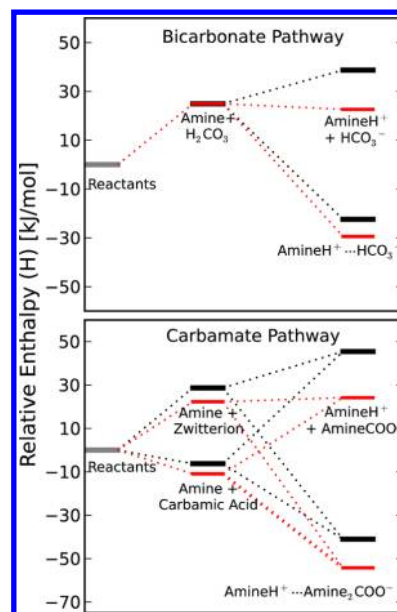 Relative Enthalpy (H) [kJ/mol]
Bicarbonate Pathway
50
30
10
−10
−30
−50
Reactants
Amine+
H₂CO₃
AmineH⁺
+ HCO₃⁻
AmineH⁺ ···HCO₃⁻
Carbamate Pathway
50
30
10
−10
−30
−50
−70
Reactants
Amine +
Zwitterion
Amine +
Carbamic Acid
AmineH⁺
+ AmineCOO
AmineH⁺ ···Amine₂COO⁻